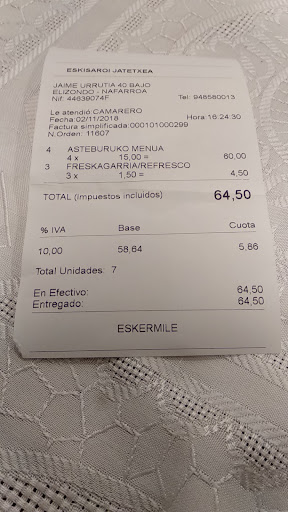 ESKISAROI JATETXEA
JAIME URRUTIA 40 BAJO
ELIZONDO - NAFARROA
Nif: 44639074F Tel: 948580013
Le atendió CAMARERO
Fecha 02/11/2018 Hora 16:24:30
Factura simplificada:000101000299
N.Orden: 11607
4 ASTEBURUKO MENUA
4 x 15,00 = 60,00
3 FRESKAGARRIA/REFRESCO
3 x 1,50 = 4,50
TOTAL (impuestos incluidos) 64,50
% IVA Base Cuota
10,00 58,64 5,86
Total Unidades: 7
En Efectivo: 64,50
Entregado: 64,50
ESKERMILE